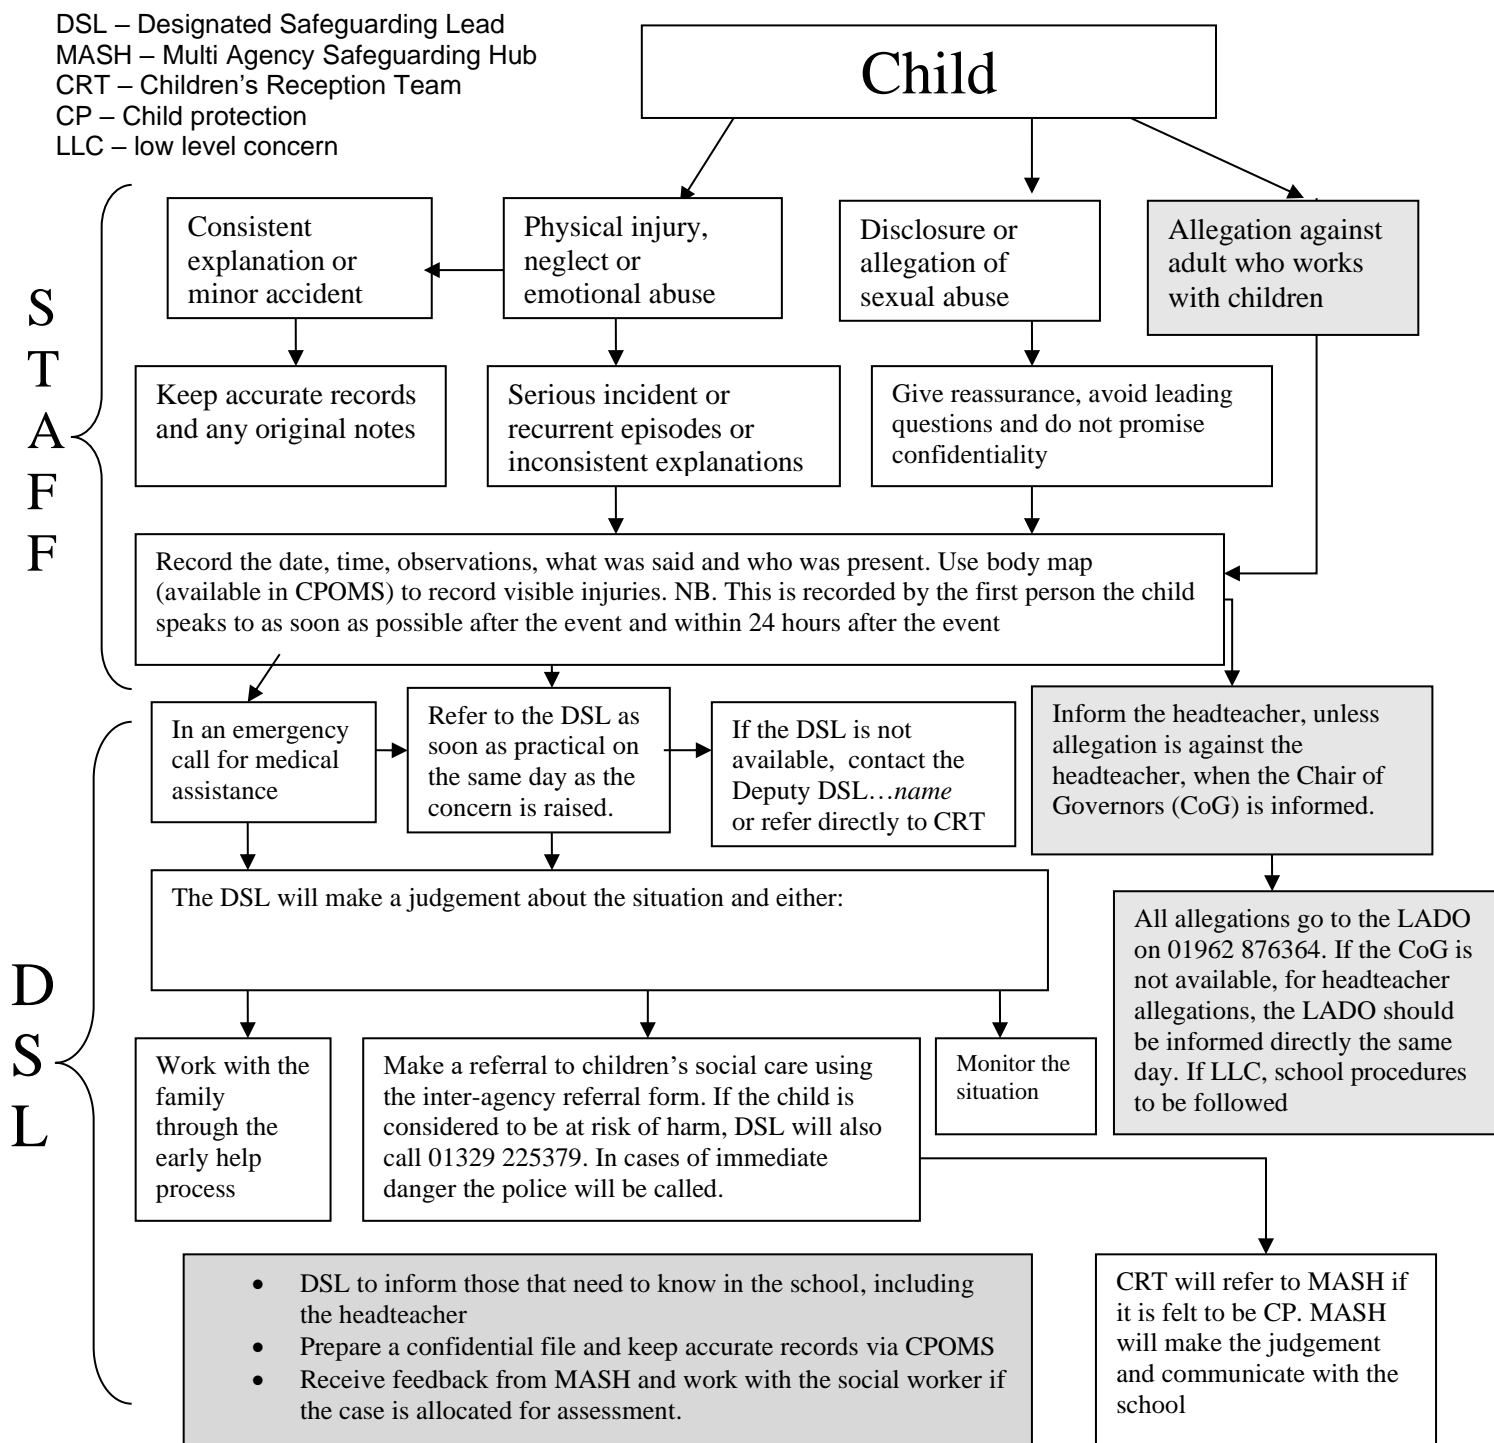 DSL – Designated Safeguarding Lead
MASH – Multi Agency Safeguarding Hub
CRT – Children's Reception Team
CP – Child protection
LLC – low level concern
Child
S
T
A
F
F
Consistent
explanation or
minor accident
Physical injury,
neglect or
emotional abuse
Disclosure or
allegation of
sexual abuse
Allegation against
adult who works
with children
Keep accurate records
and any original notes
Serious incident or
recurrent episodes or
inconsistent explanations
Give reassurance, avoid leading
questions and do not promise
confidentiality
Record the date, time, observations, what was said and who was present. Use body map
(available in CPOMS) to record visible injuries. NB. This is recorded by the first person the child
speaks to as soon as possible after the event and within 24 hours after the event
D
S
L
In an emergency
call for medical
assistance
Refer to the DSL as
soon as practical on
the same day as the
concern is raised.
If the DSL is not
available,  contact the
Deputy DSL…name
or refer directly to CRT
Inform the headteacher, unless
allegation is against the
headteacher, when the Chair of
Governors (CoG) is informed.
The DSL will make a judgement about the situation and either:
All allegations go to the LADO
on 01962 876364. If the CoG is
not available, for headteacher
allegations, the LADO should
be informed directly the same
day. If LLC, school procedures
to be followed
Work with the
family
through the
early help
process
Make a referral to children's social care using
the inter-agency referral form. If the child is
considered to be at risk of harm, DSL will also
call 01329 225379. In cases of immediate
danger the police will be called.
Monitor the
situation
• DSL to inform those that need to know in the school, including
the headteacher
• Prepare a confidential file and keep accurate records via CPOMS
• Receive feedback from MASH and work with the social worker if
the case is allocated for assessment.
CRT will refer to MASH if
it is felt to be CP. MASH
will make the judgement
and communicate with the
school